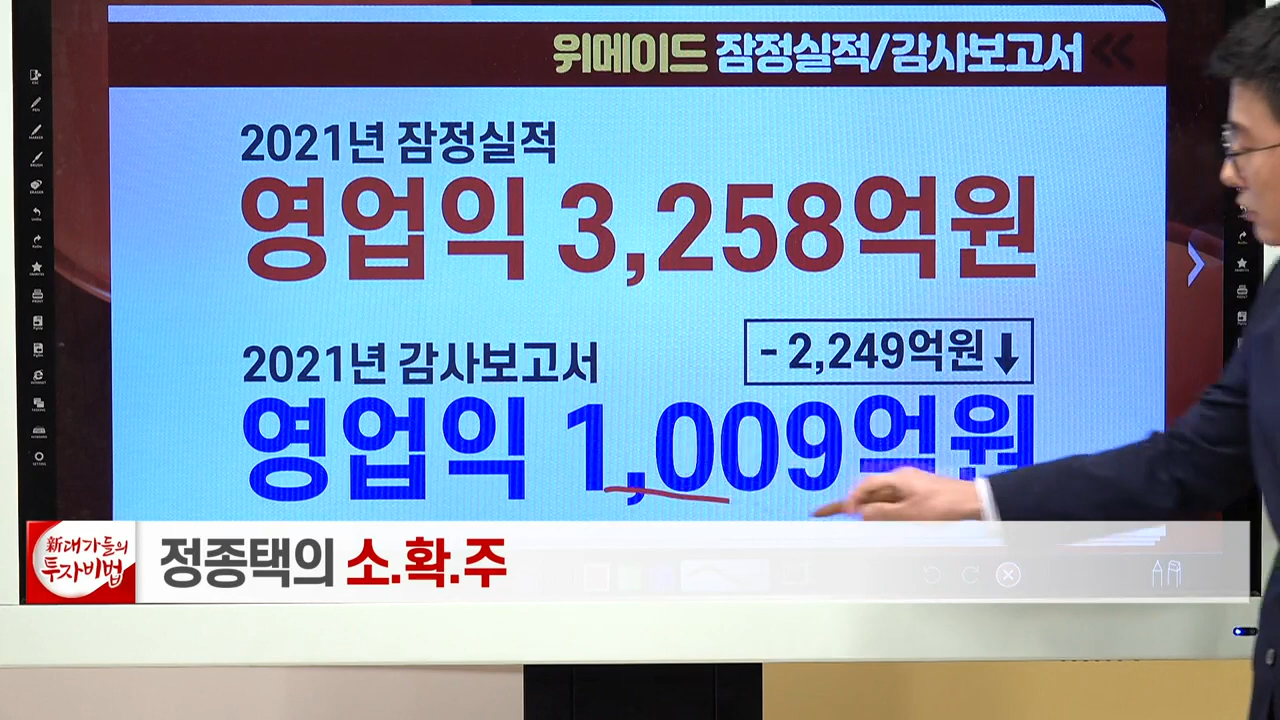 위메이드 잠정실적/감사보고서
2021년 잠정실적
영업익 3,258억원
2021년 감사보고서
- 2,249억원
영업익 1,009억원
新대가들의
투자비법
정종택의 소.확.주